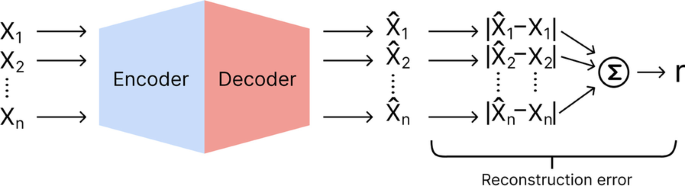 X₁ X̂₁ |X̂₁−X₁|
X₂ X̂₂ |X̂₂−X₂|
Encoder Decoder Σ r
Xₙ X̂ₙ |X̂ₙ−Xₙ|
Reconstruction error